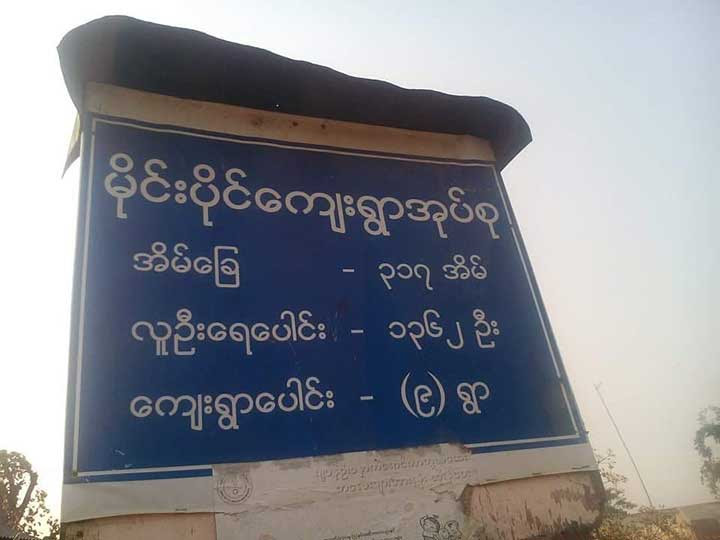 မိုင်းပိုင်ကျေးရွာအုပ်စု
အိမ်ခြေ - ၃၁၇ အိမ်
လူဦးရေပေါင်း - ၁၃၆၂ ဦး
ကျေးရွာပေါင်း - (၉) ရွာ